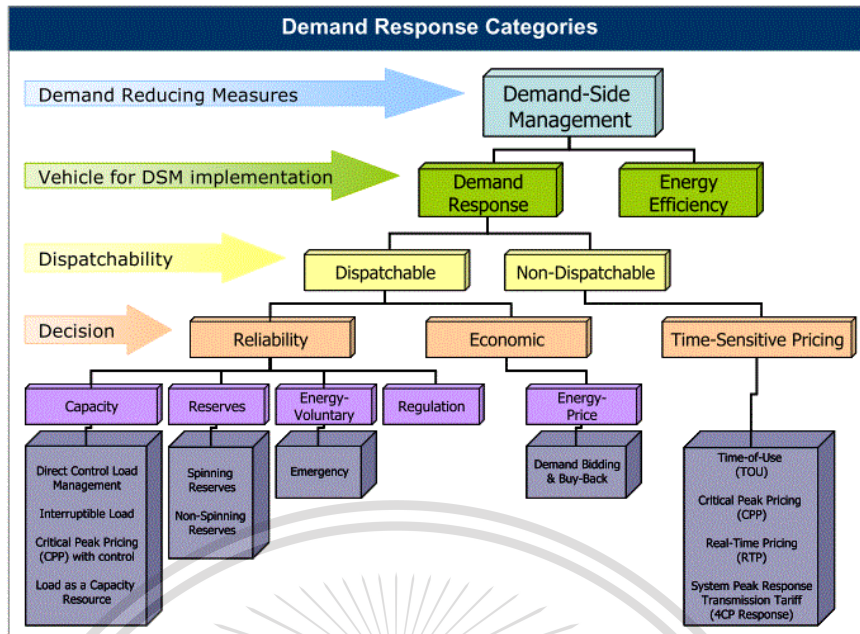 Demand Response Categories
Demand Reducing Measures
Demand-Side
Management
Vehicle for DSM implementation
Demand
Response
Energy
Efficiency
Dispatchability
Dispatchable
Non-Dispatchable
Decision
Reliability
Economic
Time-Sensitive Pricing
Capacity
Reserves
Energy-
Voluntary
Regulation
Energy-
Price
Direct Control Load
Management
Interruptible Load
Critical Peak Pricing
(CPP) with control
Load as a Capacity
Resource
Spinning
Reserves
Non-Spinning
Reserves
Emergency
Demand Bidding
& Buy-Back
Time-of-Use
(TOU)
Critical Peak Pricing
(CPP)
Real-Time Pricing
(RTP)
System Peak Response
Transmission Tariff
(4CP Response)